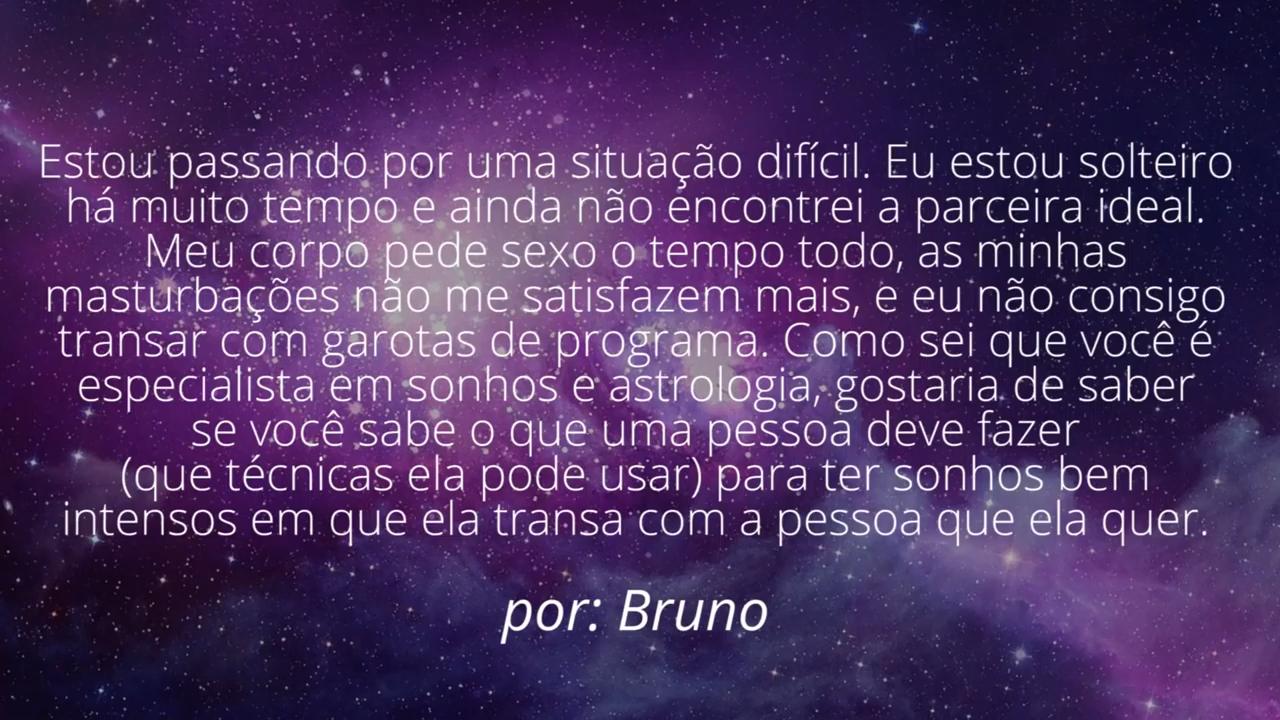 Estou passando por uma situação difícil. Eu estou solteiro
há muito tempo e ainda não encontrei a parceira ideal.
Meu corpo pede sexo o tempo todo, as minhas
masturbações não me satisfazem mais, e eu não consigo
transar com garotas de programa. Como sei que você é
especialista em sonhos e astrologia, gostaria de saber
se você sabe o que uma pessoa deve fazer
(que técnicas ela pode usar) para ter sonhos bem
intensos em que ela transa com a pessoa que ela quer.
por: Bruno